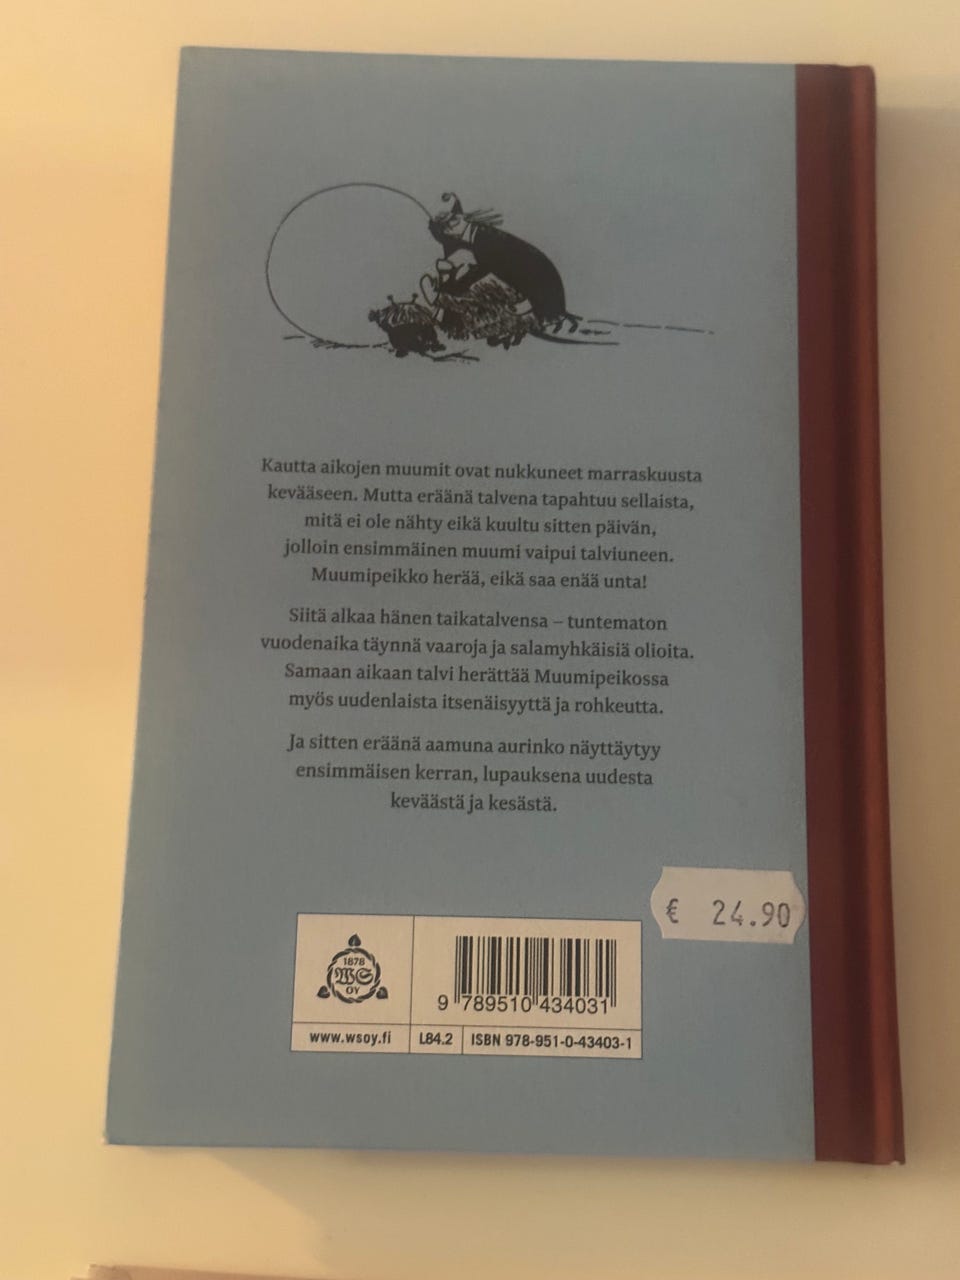 Kautta aikojen muumit ovat nukkuneet marraskuusta
kevääseen. Mutta eräänä talvena tapahtuu sellaista,
mitä ei ole nähty eikä kuultu sitten päivän,
jolloin ensimmäinen muumi vaipui talviuneen.
Muumipeikko herää, eikä saa enää unta!
Siitä alkaa hänen taikatalvensa – tuntematon
vuodenaika täynnä vaaroja ja salamyhkäisiä olioita.
Samaan aikaan talvi herättää Muumipeikossa
myös uudenlaista itsenäisyyttä ja rohkeutta.
Ja sitten eräänä aamuna aurinko näyttäytyy
ensimmäisen kerran, lupauksena uudesta
keväästä ja kesästä.
€ 24.90
1878
WS
OY
9 789510 434031
www.wsoy.fi
L84.2
ISBN 978-951-0-43403-1